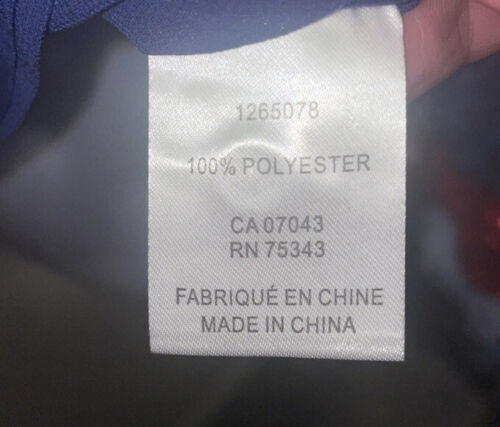 1265078
100% POLYESTER
CA 07043
RN 75343
FABRIQUÉ EN CHINE
MADE IN CHINA